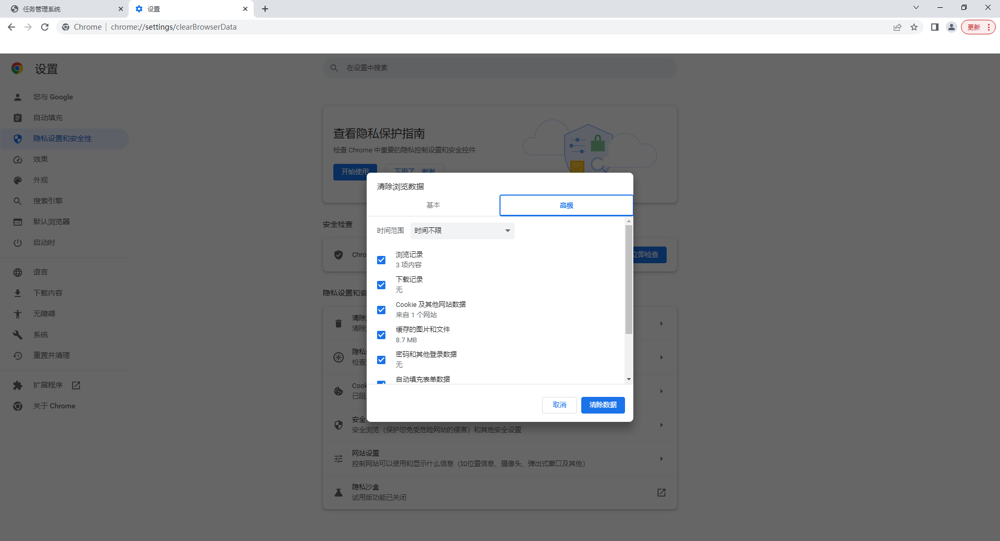 任务管理系统
设置
Chrome
chrome://settings/clearBrowserData
更新
设置
在设置中搜索
您与 Google
自动填充
隐私设置和安全性
效果
外观
搜索引擎
默认浏览器
启动时
语言
下载内容
无障碍
系统
重置并清理
扩展程序
关于 Chrome
查看隐私保护指南
检查 Chrome 中重要的隐私控制设置和安全控件
开始使用
不用了，谢谢
安全检查
Chro
立即检查
隐私设置和安
清除
清除
隐私
检查
Cook
已阻
安全
安全浏览（保护您免受危险网站的侵害）和其他安全设置
网站设置
控制网站可以使用和显示什么信息（如位置信息、摄像头、弹出式窗口及其他）
隐私沙盒
试用版功能已关闭
清除浏览数据
基本
高级
时间范围
时间不限
浏览记录
3 项内容
下载记录
无
Cookie 及其他网站数据
来自 1 个网站
缓存的图片和文件
8.7 MB
密码和其他登录数据
无
自动填充表单数据
取消
清除数据